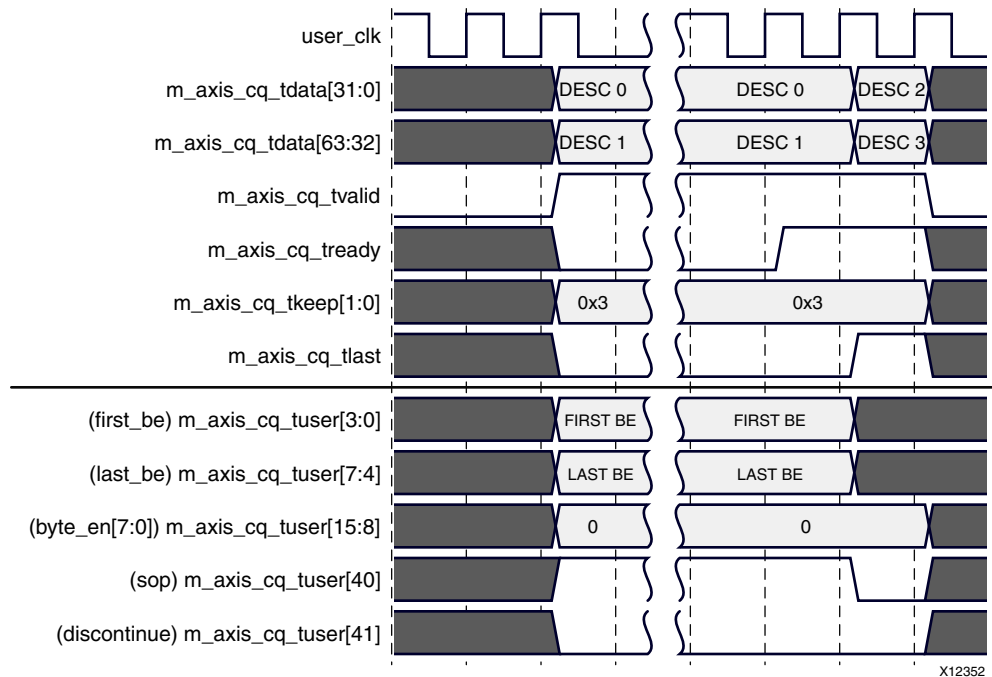 user_clk
m_axis_cq_tdata[31:0] DESC 0 DESC 0 DESC 2
m_axis_cq_tdata[63:32] DESC 1 DESC 1 DESC 3
m_axis_cq_tvalid
m_axis_cq_tready
m_axis_cq_tkeep[1:0] 0x3 0x3
m_axis_cq_tlast
(first_be) m_axis_cq_tuser[3:0] FIRST BE FIRST BE
(last_be) m_axis_cq_tuser[7:4] LAST BE LAST BE
(byte_en[7:0]) m_axis_cq_tuser[15:8] 0 0
(sop) m_axis_cq_tuser[40]
(discontinue) m_axis_cq_tuser[41]
X12352